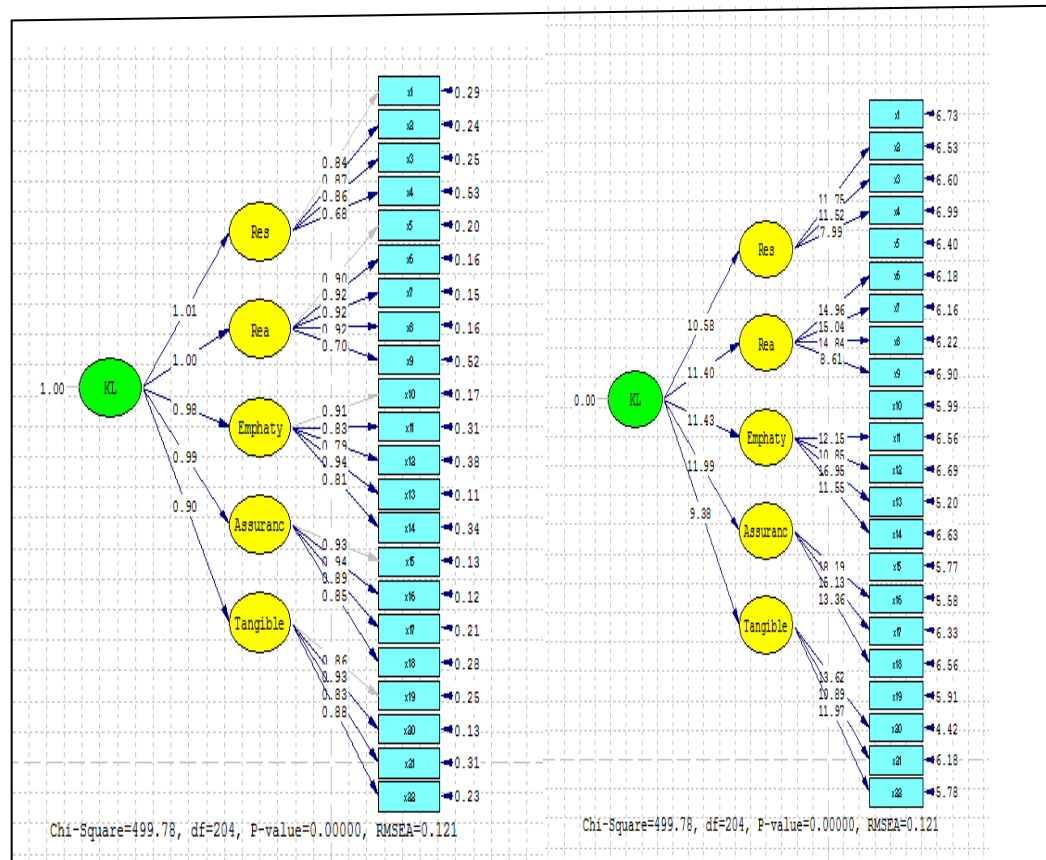 x1 0.29
x2 0.24
0.84 x3 0.25
0.87
0.86 x4 0.53
0.68
Res x5 0.20
x6 0.16
0.90
0.92 x7 0.15
0.92
1.01 Rea x8 0.16
0.92
0.70 x9 0.52
1.00
1.00 KL x10 0.17
0.91
0.98 Emphaty 0.83 x11 0.31
0.79
0.99 0.94 x12 0.38
0.81 x13 0.11
0.90 x14 0.34
Assuranc 0.93 x15 0.13
0.94
0.89 x16 0.12
0.85 x17 0.21
Tangible x18 0.28
0.86
0.93 x19 0.25
0.83
0.88 x20 0.13
x21 0.31
x22 0.23
Chi-Square=499.78, df=204, P-value=0.00000, RMSEA=0.121
x1 6.73
x2 6.53
x3 6.60
11.75
11.52 x4 6.99
7.99
Res x5 6.40
x6 6.18
14.96 x7 6.16
15.04
10.58 Rea 14.84 x8 6.22
8.61
11.40 x9 6.90
0.00 KL x10 5.99
11.43 Emphaty 12.15 x11 6.56
10.85
11.99 16.95 x12 6.69
11.55 x13 5.20
9.38 x14 6.63
Assuranc x15 5.77
18.19
15.13 x16 5.58
13.36 x17 6.33
Tangible x18 6.56
13.62 x19 5.91
10.89
11.97 x20 4.42
x21 6.18
x22 5.78
Chi-Square=499.78, df=204, P-value=0.00000, RMSEA=0.121